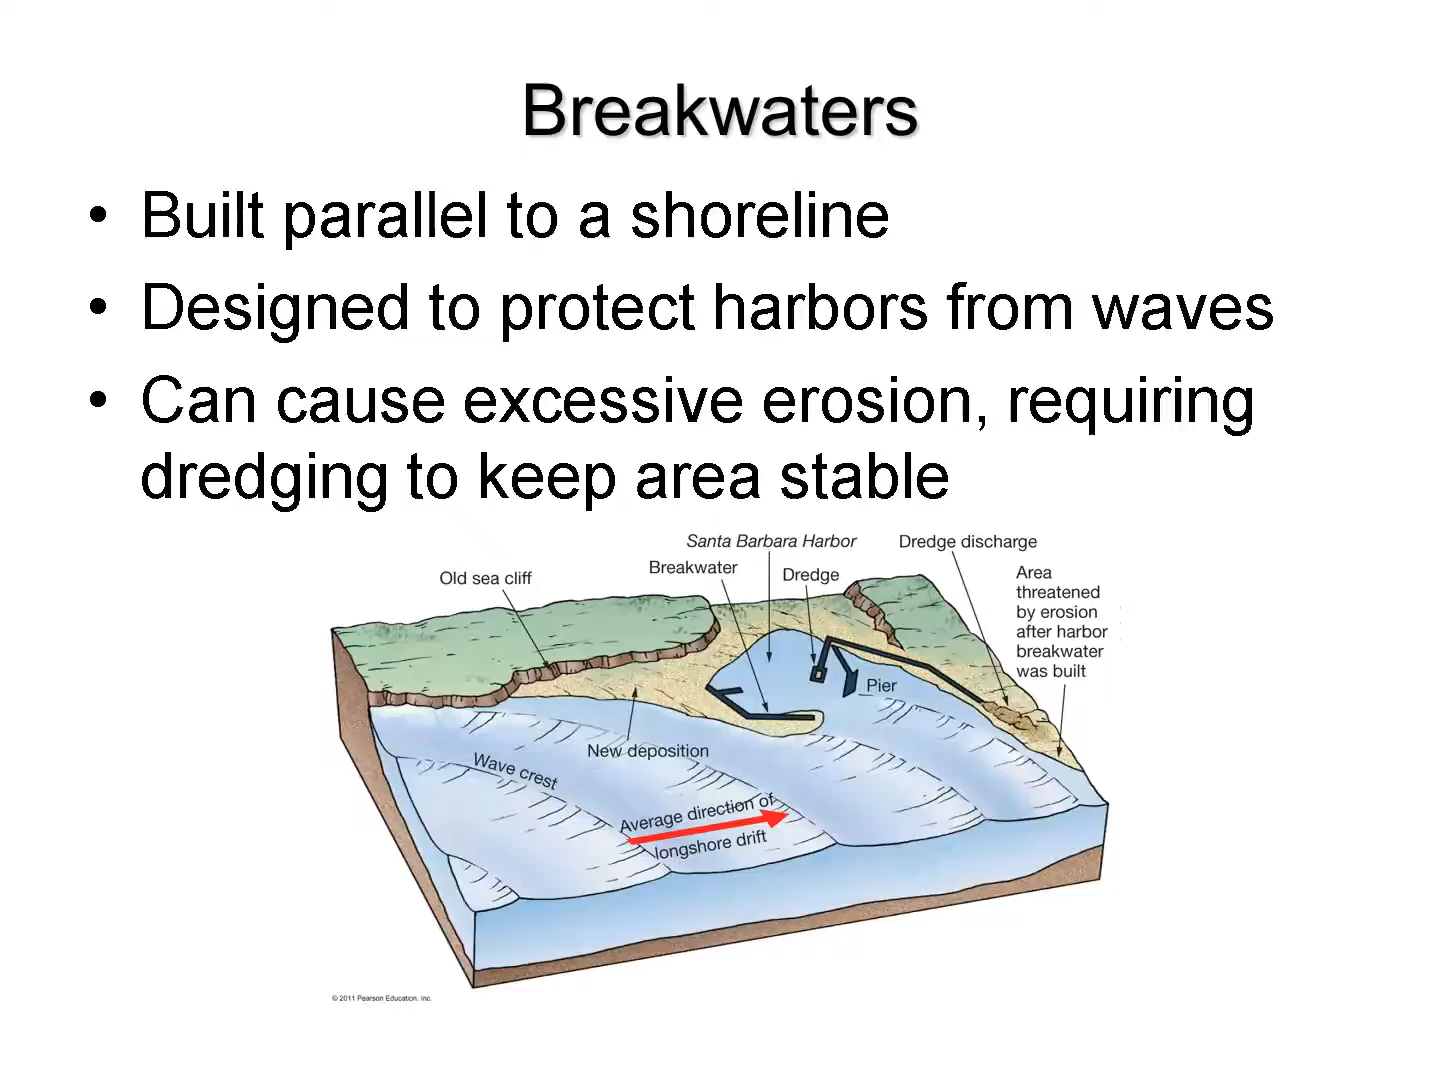 Breakwaters
• Built parallel to a shoreline
• Designed to protect harbors from waves
• Can cause excessive erosion, requiring
dredging to keep area stable
Santa Barbara Harbor
Dredge discharge
Breakwater
Dredge
Old sea cliff
Area
threatened
by erosion
after harbor
breakwater
was built
Pier
New deposition
Wave crest
Average direction of
longshore drift
© 2011 Pearson Education, Inc.